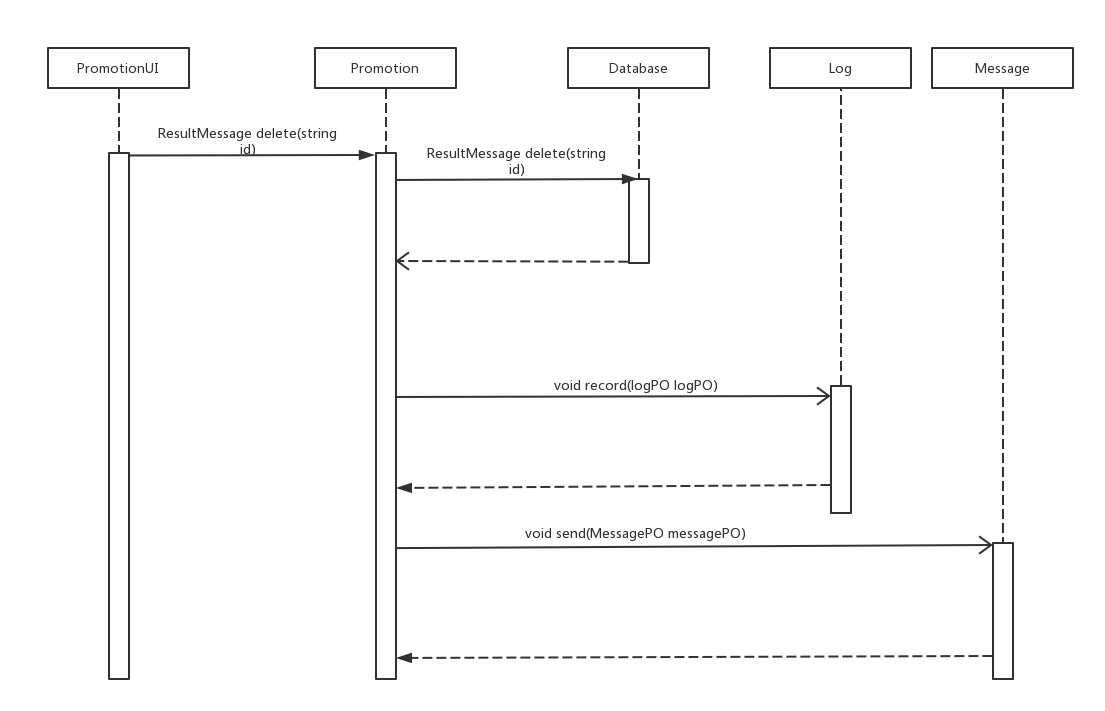 PromotionUI
Promotion
Database
Log
Message
ResultMessage delete(string
id)
ResultMessage delete(string
id)
void record(logPO logPO)
void send(MessagePO messagePO)